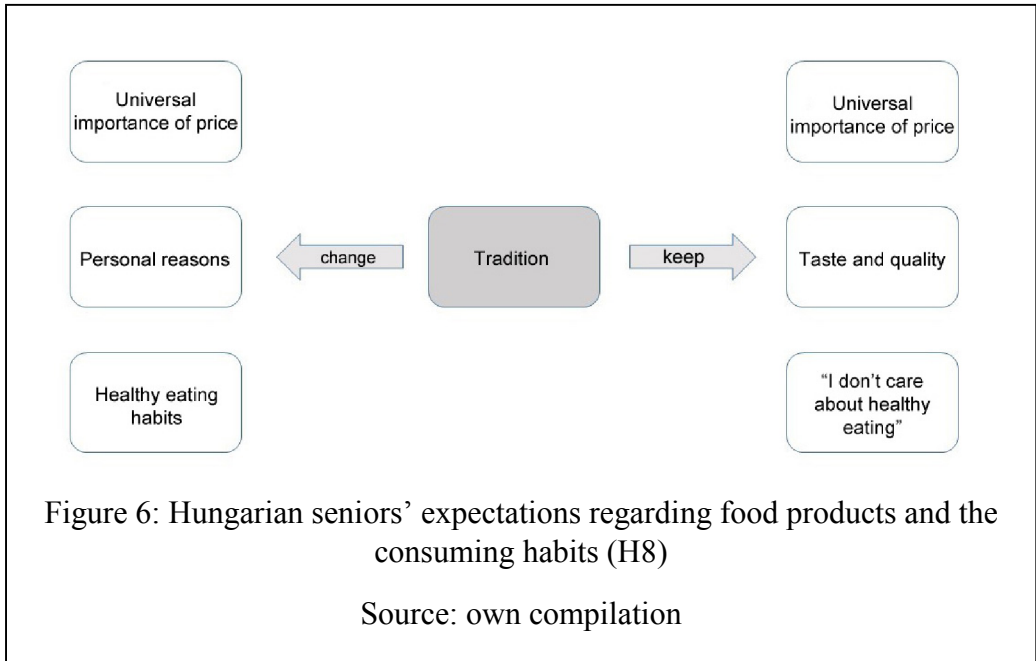 Universal
importance of price
Universal
importance of price
Personal reasons
change
Tradition
keep
Taste and quality
Healthy eating
habits
“I don’t care
about healthy
eating”
Figure 6: Hungarian seniors’ expectations regarding food products and the
consuming habits (H8)
Source: own compilation